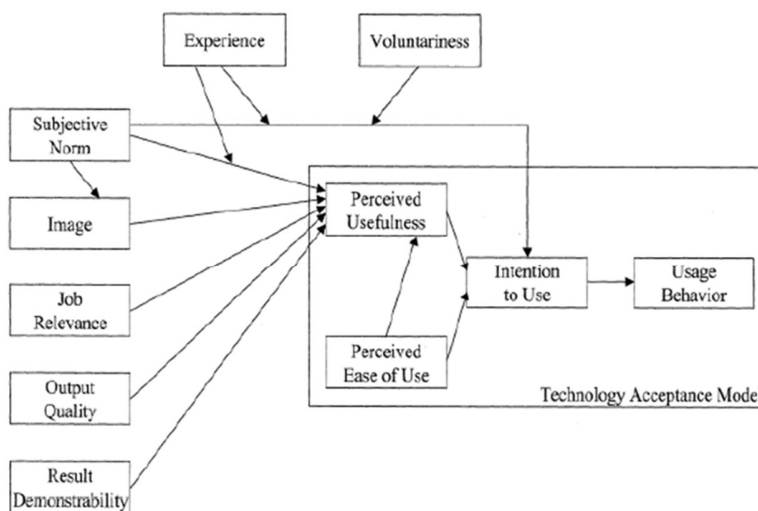 Experience
Voluntariness
Subjective
Norm
Image
Job
Relevance
Output
Quality
Result
Demonstrability
Perceived
Usefulness
Perceived
Ease of Use
Intention
to Use
Usage
Behavior
Technology Acceptance Mode